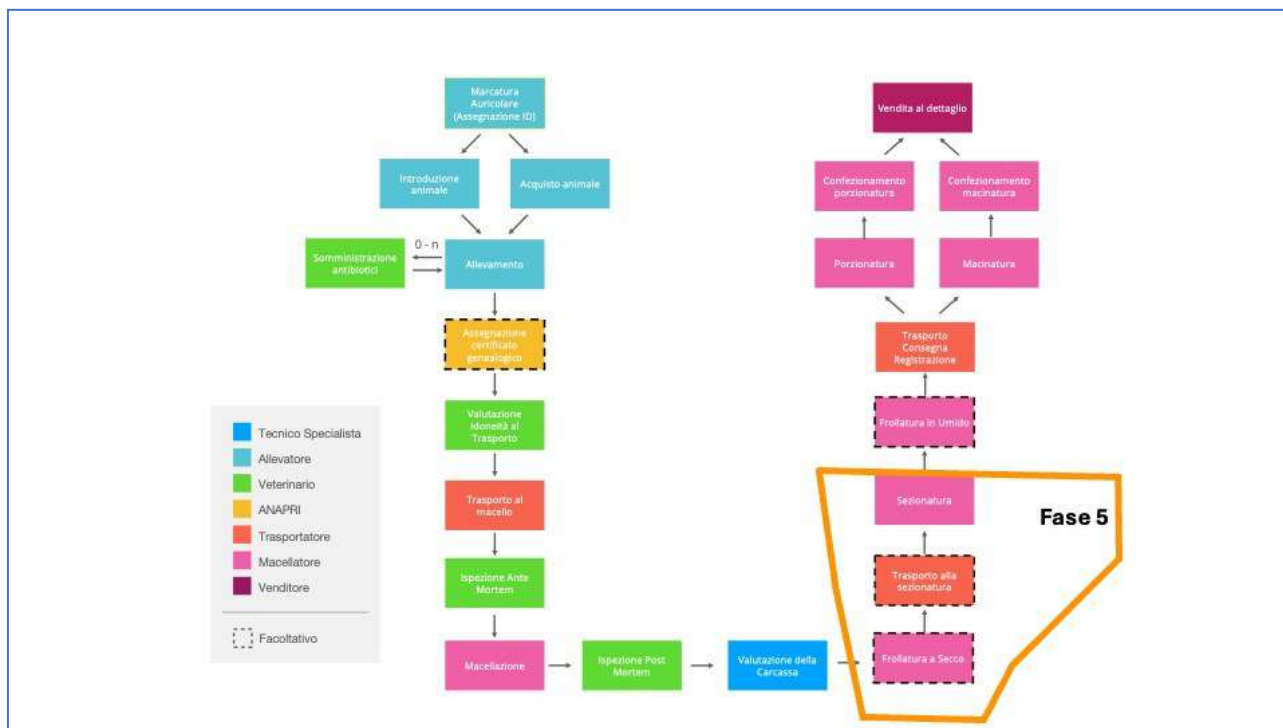 Marcatura
Auricolare
(Assegnazione ID)
Introduzione
animale
Acquisto animale
0 - n
Somministrazione
antibiotici
Allevamento
Assegnazione
certificato
genealogico
Valutazione
Idoneità al
Trasporto
Trasporto al
macello
Ispezione Ante
Mortem
Macellazione
Ispezione Post
Mortem
Valutazione della
Carcassa
Vendita al dettaglio
Confezionamento
porzionatura
Confezionamento
macinatura
Porzionatura
Macinatura
Trasporto
Consegna
Registrazione
Frollatura in Umido
Sezionatura
Fase 5
Trasporto alla
sezionatura
Frollatura a Secco
Tecnico Specialista
Allevatore
Veterinario
ANAPRI
Trasportatore
Macellatore
Venditore
Facoltativo